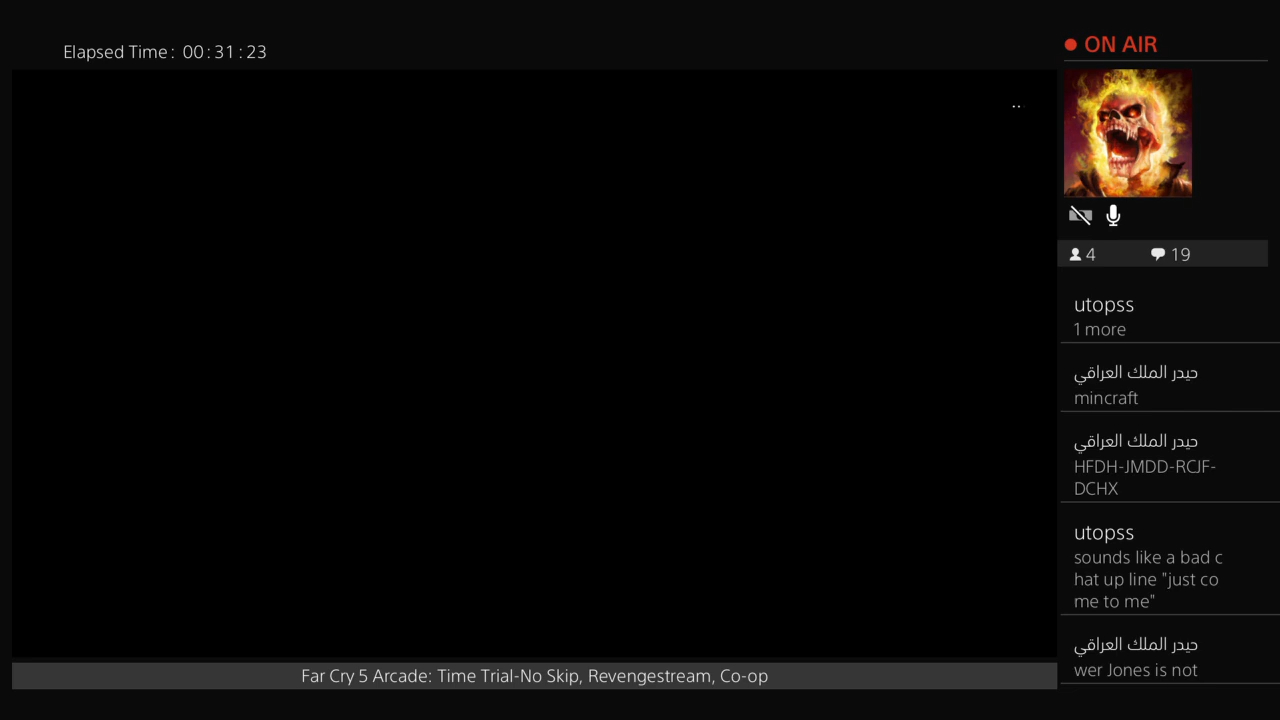 Elapsed Time: 00:31:23
ON AIR
4
19
utopss
1 more
حيدر الملك العراقي
mincraft
حيدر الملك العراقي
HFDH-JMDD-RCJF-
DCHX
utopss
sounds like a bad c
hat up line "just co
me to me"
حيدر الملك العراقي
wer Jones is not
Far Cry 5 Arcade: Time Trial-No Skip, Revengestream, Co-op